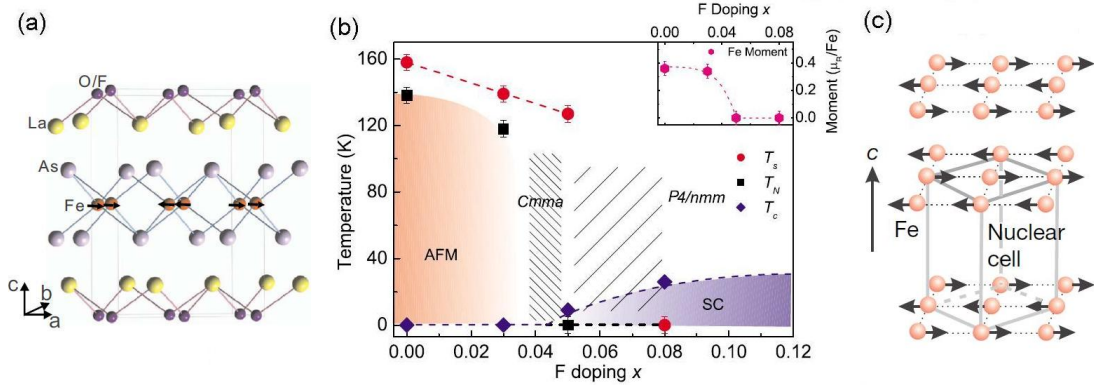 (a)
O/F
La
As
Fe
c
b
a
(b)
Temperature (K)
160
120
80
40
0
0.00
0.02
0.04
0.06
0.08
0.10
0.12
F doping x
AFM
Cmma
P4/nmm
SC
Ts
TN
Tc
F Doping x
0.00
0.04
0.08
Fe Moment
0.4
0.2
0.0
Moment (μB/Fe)
(c)
c
Fe
Nuclear
cell